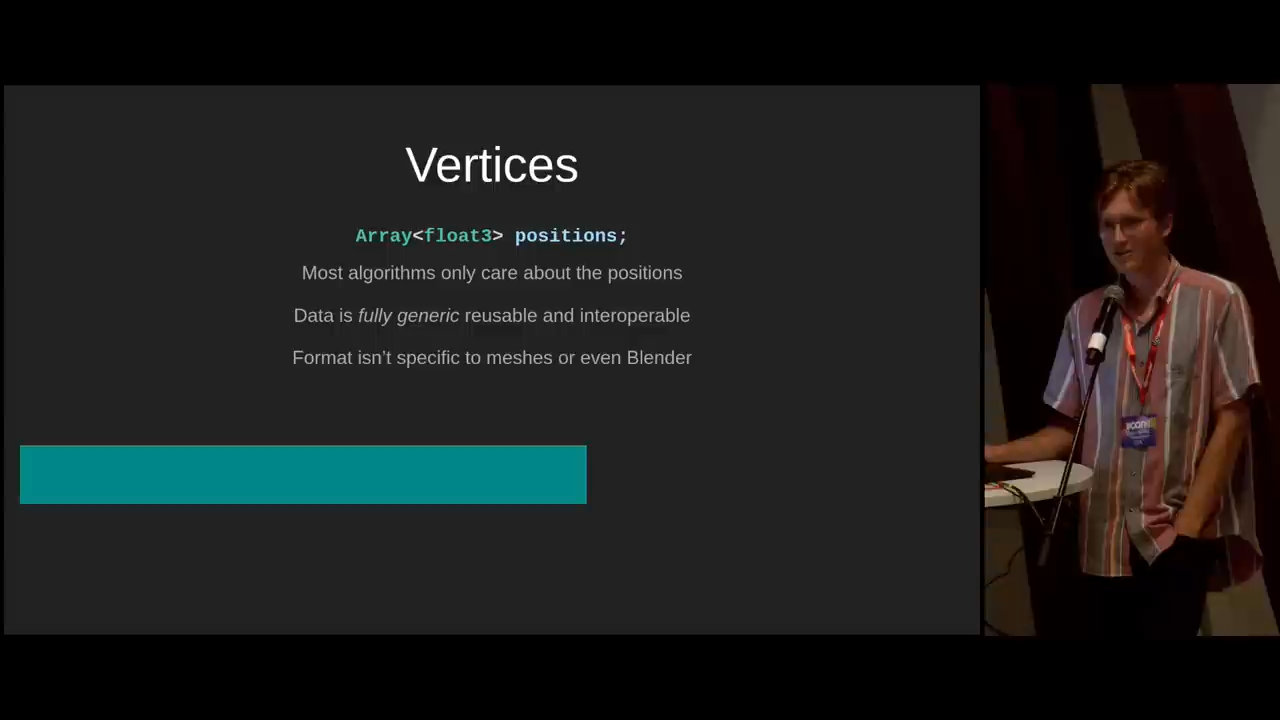 Vertices
Array<float3> positions;
Most algorithms only care about the positions
Data is fully generic reusable and interoperable
Format isn’t specific to meshes or even Blender